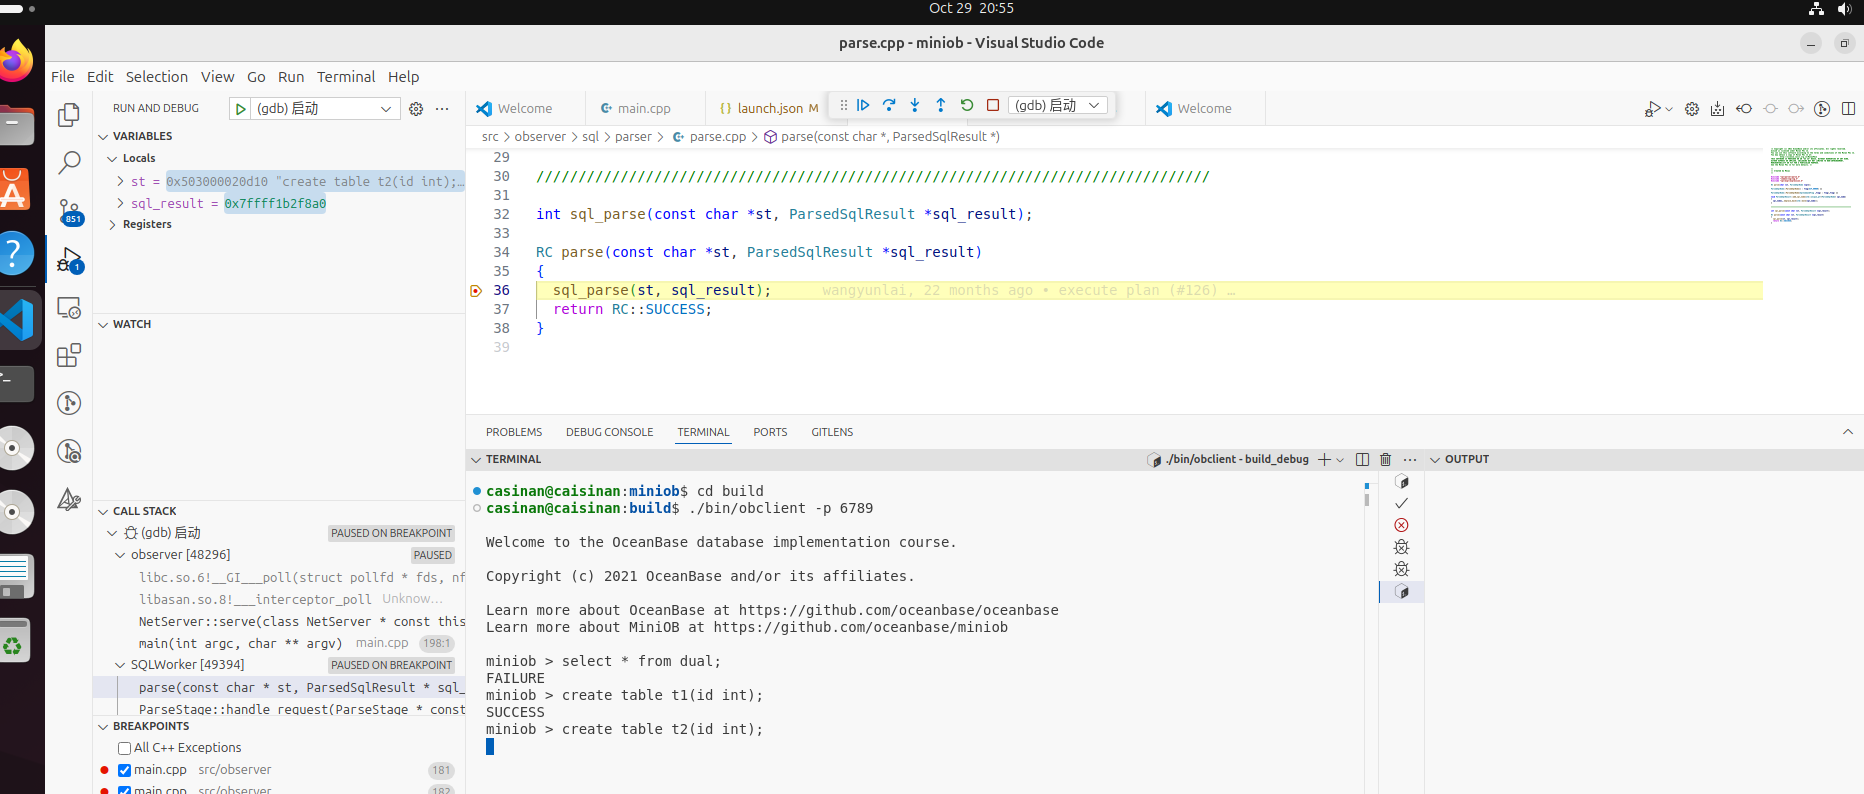 Oct 29 20:55
parse.cpp - miniob - Visual Studio Code
File Edit Selection View Go Run Terminal Help
RUN AND DEBUG (gdb) 启动
Welcome main.cpp launch.json M (gdb) 启动 Welcome
VARIABLES
src > observer > sql > parser > parse.cpp > parse(const char *, ParsedSqlResult *)
Locals
st = 0x503000020d10 "create table t2(id int);…
sql_result = 0x7ffff1b2f8a0
Registers
851
1
29
30 ////////////////////////////////////////////////////////////////////////////////
31
32 int sql_parse(const char *st, ParsedSqlResult *sql_result);
33
34 RC parse(const char *st, ParsedSqlResult *sql_result)
35 {
36 sql_parse(st, sql_result); wangyunlai, 22 months ago • execute plan (#126) …
37 return RC::SUCCESS;
38 }
39
WATCH
CALL STACK
(gdb) 启动 PAUSED ON BREAKPOINT
observer [48296] PAUSED
libc.so.6!__GI___poll(struct pollfd * fds, nf
libasan.so.8!___interceptor_poll Unknow…
NetServer::serve(class NetServer * const this
main(int argc, char ** argv) main.cpp 198:1
SQLWorker [49394] PAUSED ON BREAKPOINT
parse(const char * st, ParsedSqlResult * sql_
ParseStage::handle_request(ParseStage * const
BREAKPOINTS
All C++ Exceptions
main.cpp src/observer 181
main.cpp src/observer 182
PROBLEMS DEBUG CONSOLE TERMINAL PORTS GITLENS
TERMINAL ./bin/obclient - build_debug OUTPUT
casinan@caisinan:miniob$ cd build
casinan@caisinan:build$ ./bin/obclient -p 6789
Welcome to the OceanBase database implementation course.
Copyright (c) 2021 OceanBase and/or its affiliates.
Learn more about OceanBase at https://github.com/oceanbase/oceanbase
Learn more about MiniOB at https://github.com/oceanbase/miniob
miniob > select * from dual;
FAILURE
miniob > create table t1(id int);
SUCCESS
miniob > create table t2(id int);